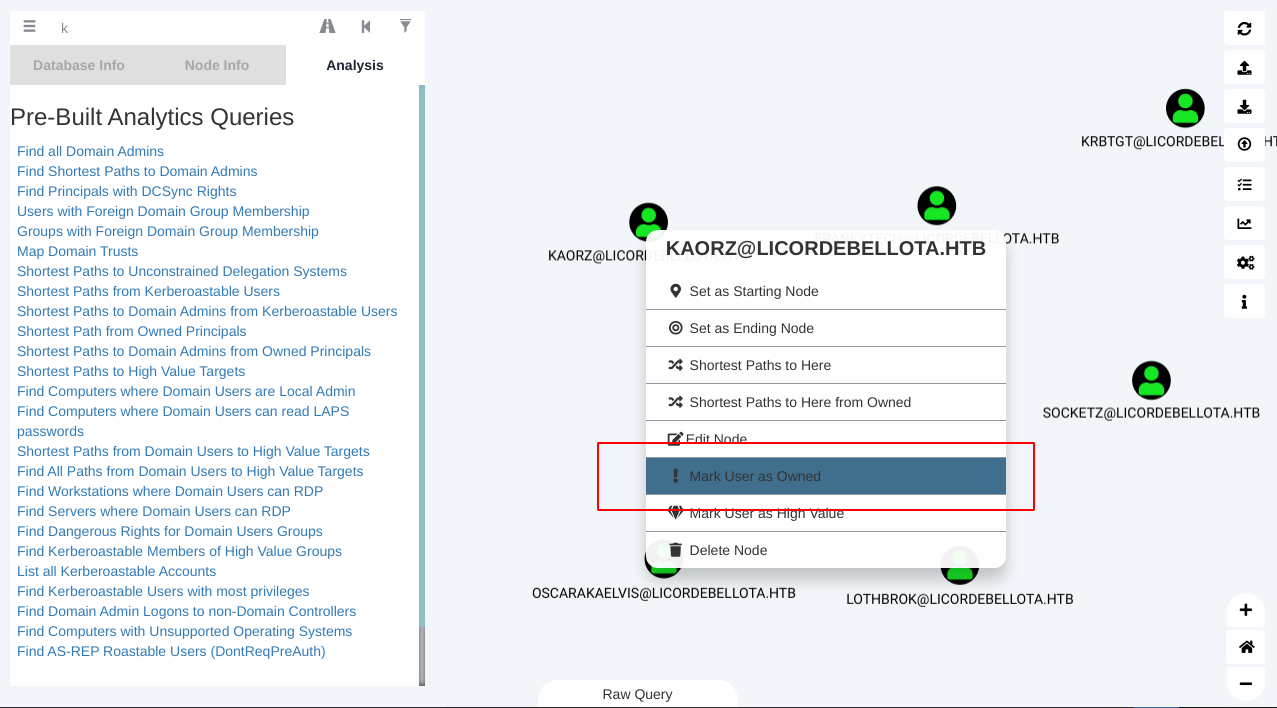 k
Database Info
Node Info
Analysis
Pre-Built Analytics Queries
Find all Domain Admins
Find Shortest Paths to Domain Admins
Find Principals with DCSync Rights
Users with Foreign Domain Group Membership
Groups with Foreign Domain Group Membership
Map Domain Trusts
Shortest Paths to Unconstrained Delegation Systems
Shortest Paths from Kerberoastable Users
Shortest Paths to Domain Admins from Kerberoastable Users
Shortest Path from Owned Principals
Shortest Paths to Domain Admins from Owned Principals
Shortest Paths to High Value Targets
Find Computers where Domain Users are Local Admin
Find Computers where Domain Users can read LAPS
passwords
Shortest Paths from Domain Users to High Value Targets
Find All Paths from Domain Users to High Value Targets
Find Workstations where Domain Users can RDP
Find Servers where Domain Users can RDP
Find Dangerous Rights for Domain Users Groups
Find Kerberoastable Members of High Value Groups
List all Kerberoastable Accounts
Find Kerberoastable Users with most privileges
Find Domain Admin Logons to non-Domain Controllers
Find Computers with Unsupported Operating Systems
Find AS-REP Roastable Users (DontReqPreAuth)
KRBTGT@LICORDEBEL
OTA.HTB
KAORZ@LICOR
KAORZ@LICORDEBELLOTA.HTB
Set as Starting Node
Set as Ending Node
Shortest Paths to Here
Shortest Paths to Here from Owned
Edit Node
Mark User as Owned
Mark User as High Value
Delete Node
SOCKETZ@LICORDEBELLOTA.HTB
OSCARAKAELVIS@LICORDEBELLOTA.HTB
LOTHBROK@LICORDEBELLOTA.HTB
Raw Query